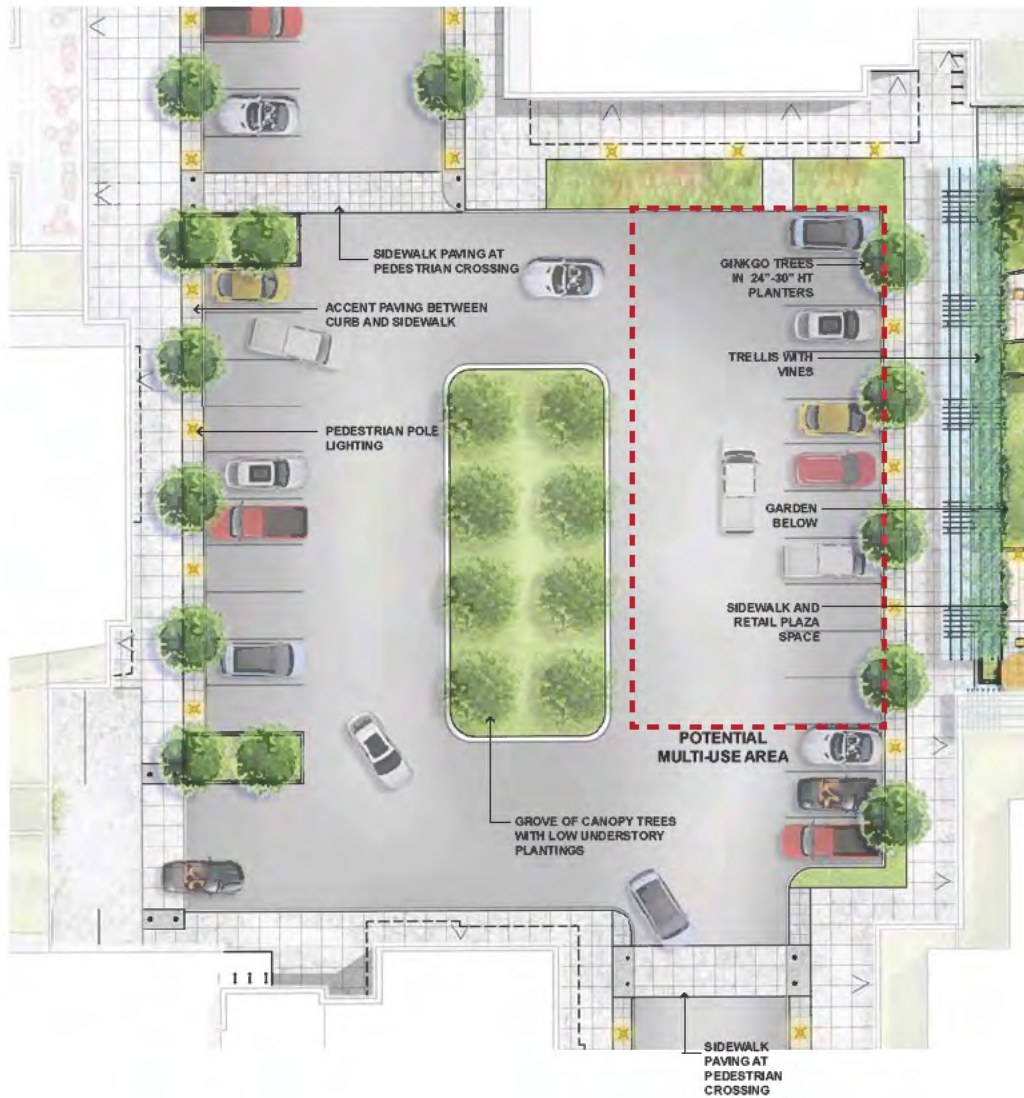 SIDEWALK PAVING AT
PEDESTRIAN CROSSING
GINKGO TREES
IN 24"-30" HT
PLANTERS
ACCENT PAVING BETWEEN
CURB AND SIDEWALK
TRELLIS WITH
VINES
PEDESTRIAN POLE
LIGHTING
GARDEN
BELOW
SIDEWALK AND
RETAIL PLAZA
SPACE
POTENTIAL
MULTI-USE AREA
GROVE OF CANOPY TREES
WITH LOW UNDERSTORY
PLANTINGS
SIDEWALK
PAVING AT
PEDESTRIAN
CROSSING